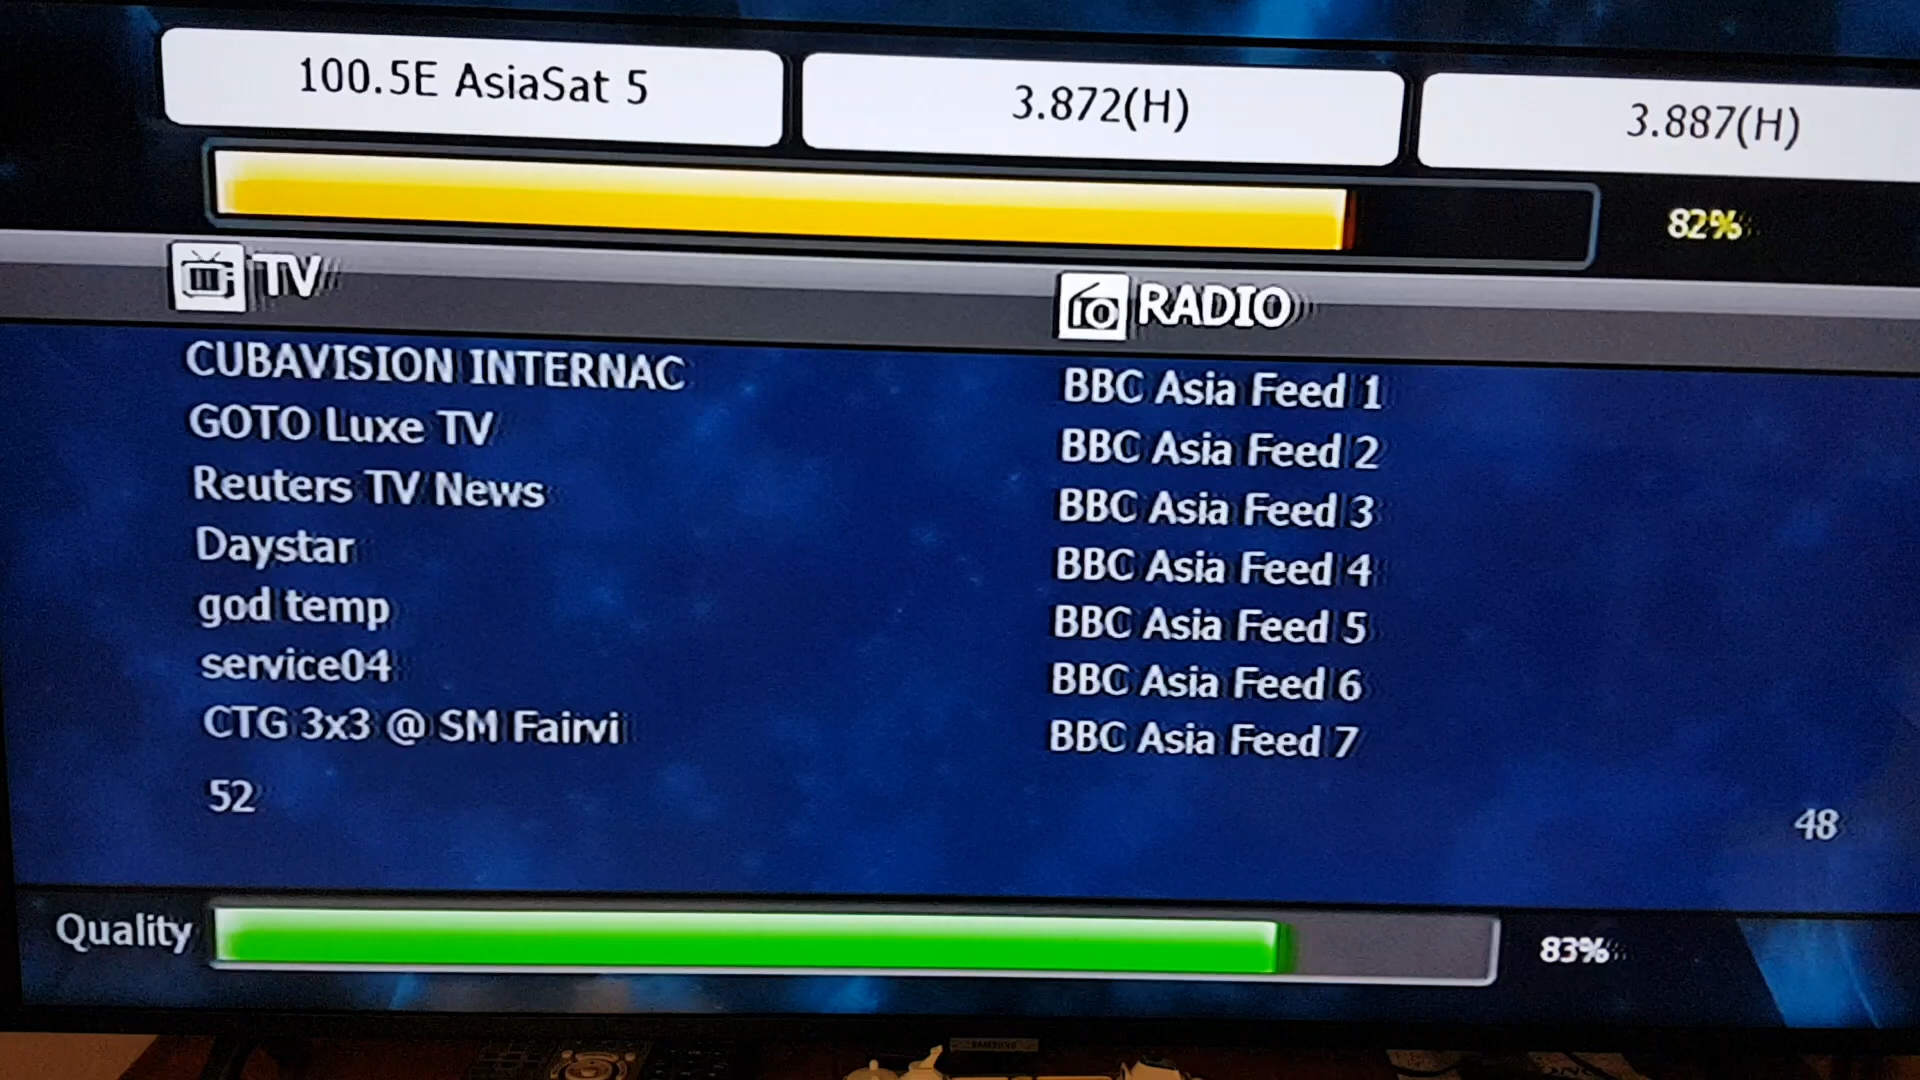 100.5E AsiaSat 5
3.872(H)
3.887(H)
82%
TV
RADIO
CUBAVISION INTERNAC
GOTO Luxe TV
Reuters TV News
Daystar
god temp
service04
CTG 3x3 @ SM Fairvi
52
BBC Asia Feed 1
BBC Asia Feed 2
BBC Asia Feed 3
BBC Asia Feed 4
BBC Asia Feed 5
BBC Asia Feed 6
BBC Asia Feed 7
48
Quality
83%
SAMSUNG